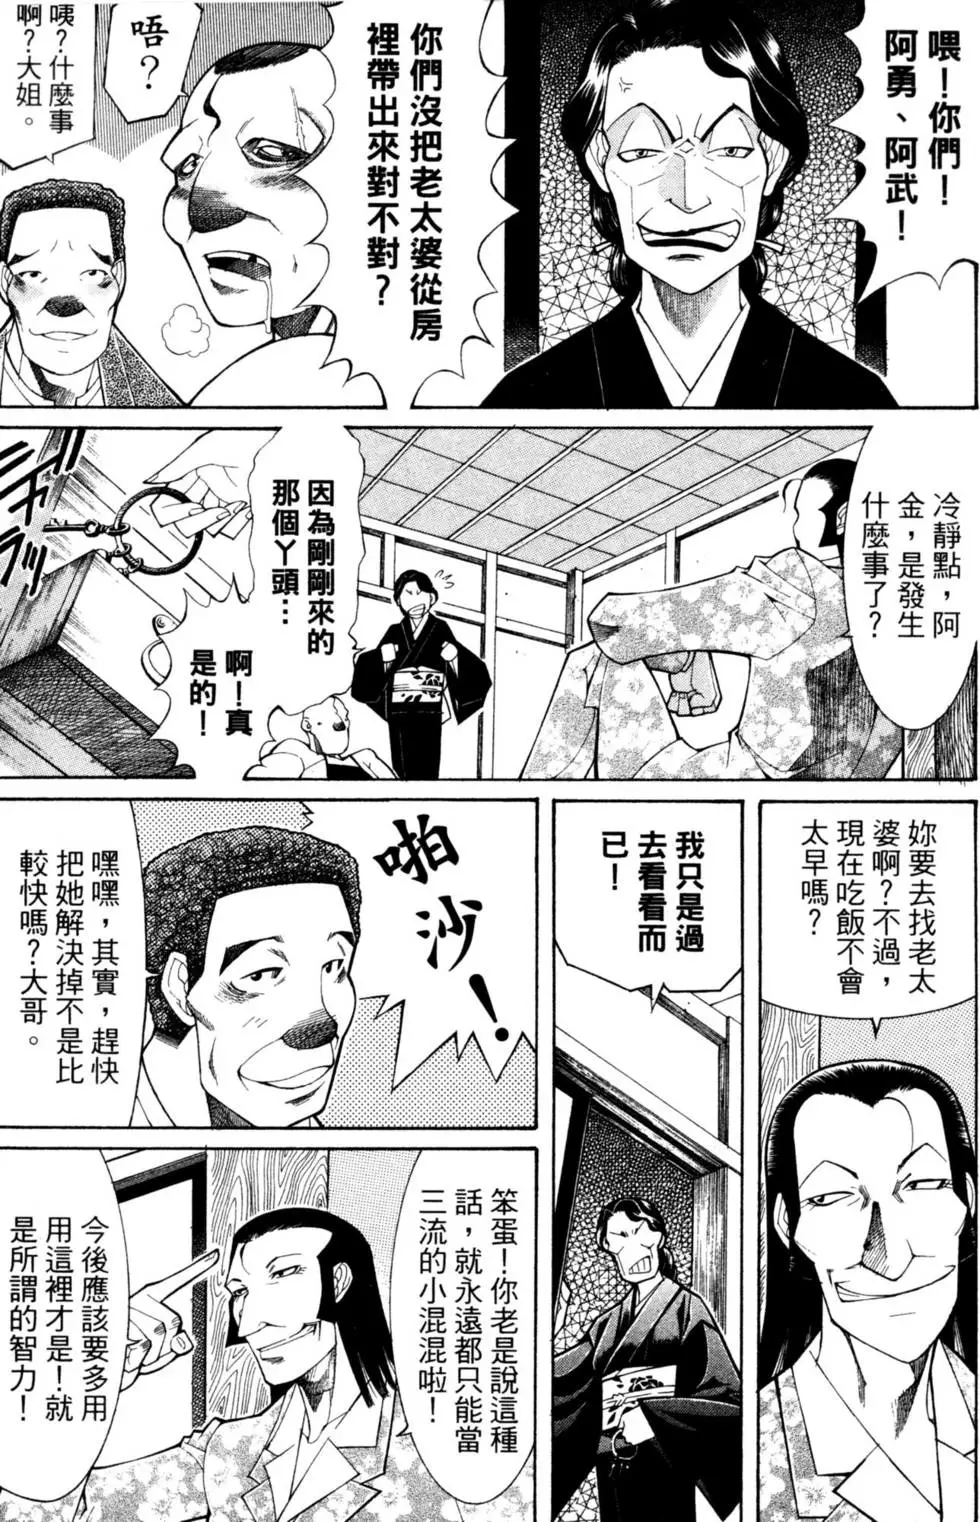 喂！你們！
阿勇、阿武！
你們沒把老太婆從房
裡帶出來對不對？
唔？
咦？什麼事
啊？大姐。
冷靜點，阿
金，是發生
什麼事了？
因為剛剛來的
那個丫頭…
啊！真
是的！
妳要去找老太
婆啊？不過，
現在吃飯不會
太早嗎？
我只是過
去看看而
已！
啪
沙！
嘿嘿，其實，趕快
把她解決掉不是比
較快嗎？大哥。
笨蛋！你老是說這種
話，就永遠都只能當
三流的小混混啦！
今後應該要多用
用這裡才是！就
是所謂的智力！